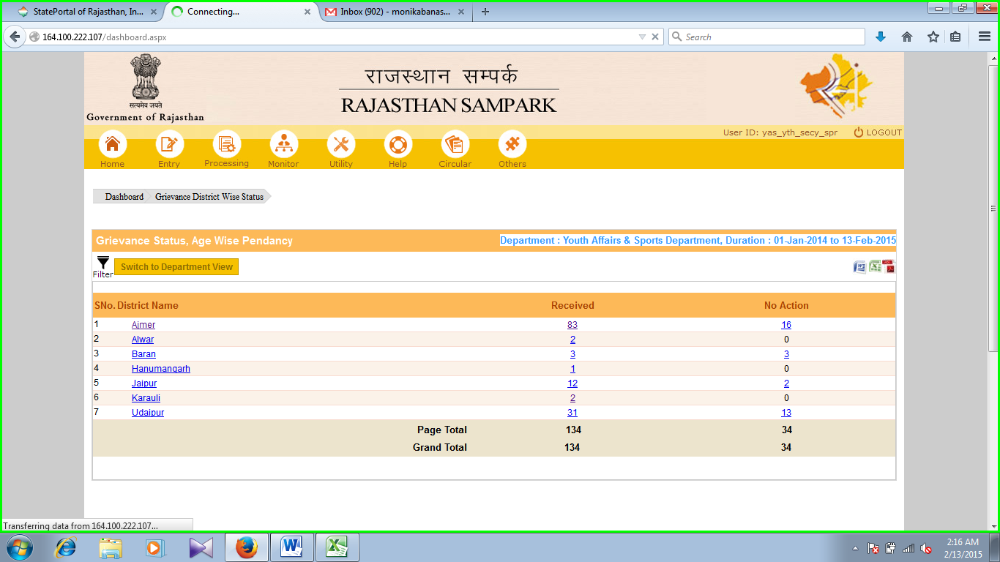 StatePortal of Rajasthan, In...
Connecting...
Inbox (902) - monikabanas...
164.100.222.107/dashboard.aspx
Search
राजस्थान सम्पर्क
RAJASTHAN SAMPARK
सत्यमेव जयते
Government of Rajasthan
User ID: yas_yth_secy_spr
LOGOUT
Home Entry Processing Monitor Utility Help Circular Others
Dashboard Grievance District Wise Status
Grievance Status, Age Wise Pendancy
Department : Youth Affairs & Sports Department, Duration : 01-Jan-2014 to 13-Feb-2015
Filter
Switch to Department View
SNo. District Name Received No Action
1 Ajmer 83 16
2 Alwar 2 0
3 Baran 3 3
4 Hanumangarh 1 0
5 Jaipur 12 2
6 Karauli 2 0
7 Udaipur 31 13
Page Total 134 34
Grand Total 134 34
Transferring data from 164.100.222.107...
2:16 AM
2/13/2015